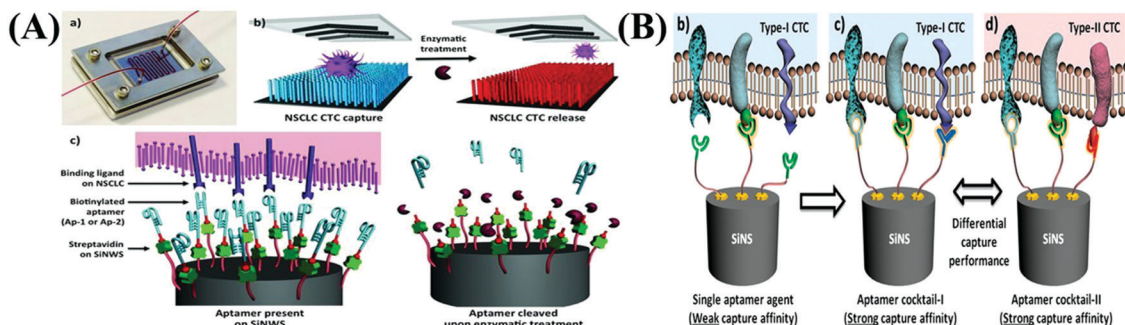 (A)
a)
b)
Enzymatic
treatment
NSCLC CTC capture
NSCLC CTC release
c)
Binding ligand
on NSCLC
Biotinylated
aptamer
(Ap-1 or Ap-2)
Streptavidin
on SiNWS
Aptamer present
on SiNWS
Aptamer cleaved
upon enzymatic treatment
(B)
b)
Type-I CTC
c)
Type-I CTC
d)
Type-II CTC
SiNS
SiNS
SiNS
Differential
capture
performance
Single aptamer agent
(Weak capture affinity)
Aptamer cocktail-I
(Strong capture affinity)
Aptamer cocktail-II
(Strong capture affinity)